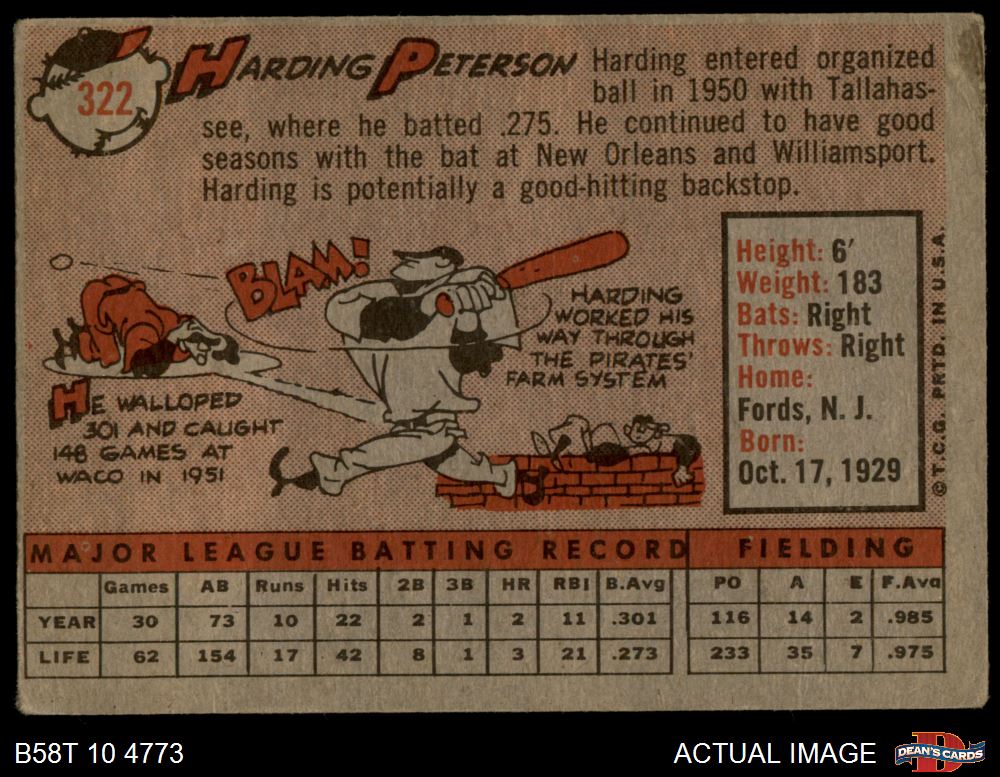 322
HARDING PETERSON
Harding entered organized
ball in 1950 with Tallahas-
see, where he batted .275. He continued to have good
seasons with the bat at New Orleans and Williamsport.
Harding is potentially a good-hitting backstop.
BLAM!
HE WALLOPED
301 AND CAUGHT
148 GAMES AT
WACO IN 1951
HARDING
WORKED HIS
WAY THROUGH
THE PIRATES'
FARM SYSTEM
Height: 6'
Weight: 183
Bats: Right
Throws: Right
Home:
Fords, N. J.
Born:
Oct. 17, 1929
© T.C.G. PRTD. IN U.S.A.
MAJOR LEAGUE BATTING RECORD FIELDING
Games AB Runs Hits 2B 3B HR RBI B.Avg PO A E F.Avg
YEAR 30 73 10 22 2 1 2 11 .301 116 14 2 .985
LIFE 62 154 17 42 8 1 3 21 .273 233 35 7 .975
B58T 10 4773
ACTUAL IMAGE
DEAN'S CARDS